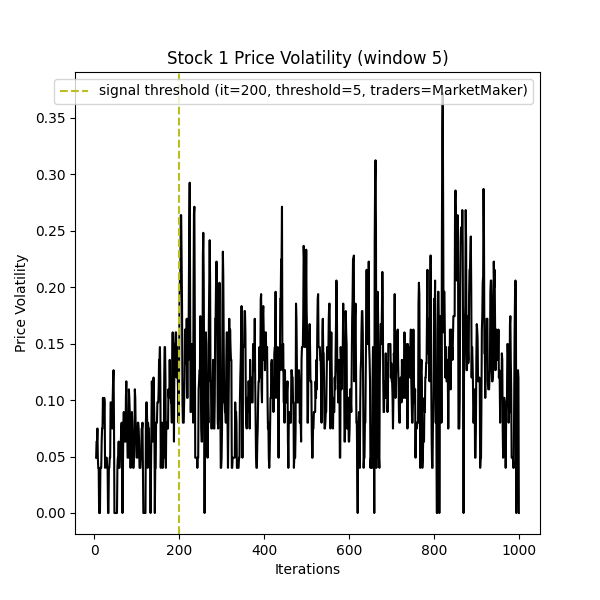 Stock 1 Price Volatility (window 5)
signal threshold (it=200, threshold=5, traders=MarketMaker)
0.35
0.30
0.25
0.20
0.15
0.10
0.05
0.00
Price Volatility
0 200 400 600 800 1000
Iterations